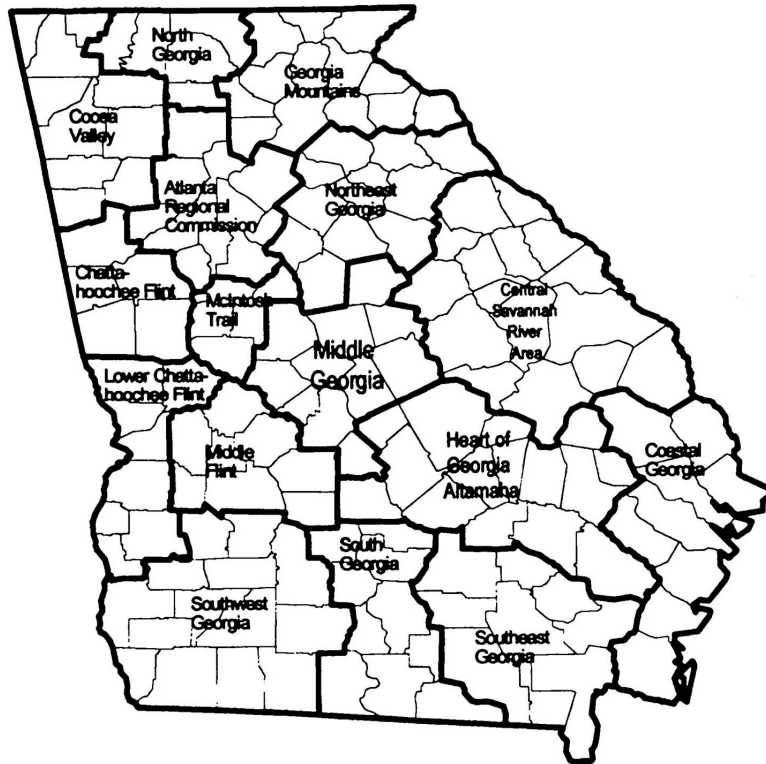 North
Georgia
Georgia
Mountains
Coosa
Valley
Atlanta
Regional
Commission
Northeast
Georgia
Chatta-
hoochee Flint
McIntosh
Trail
Central
Savannah
River
Area
Middle
Georgia
Lower Chatta-
hoochee Flint
Middle
Flint
Heart of
Georgia
Altamaha
Coastal
Georgia
South
Georgia
Southwest
Georgia
Southeast
Georgia